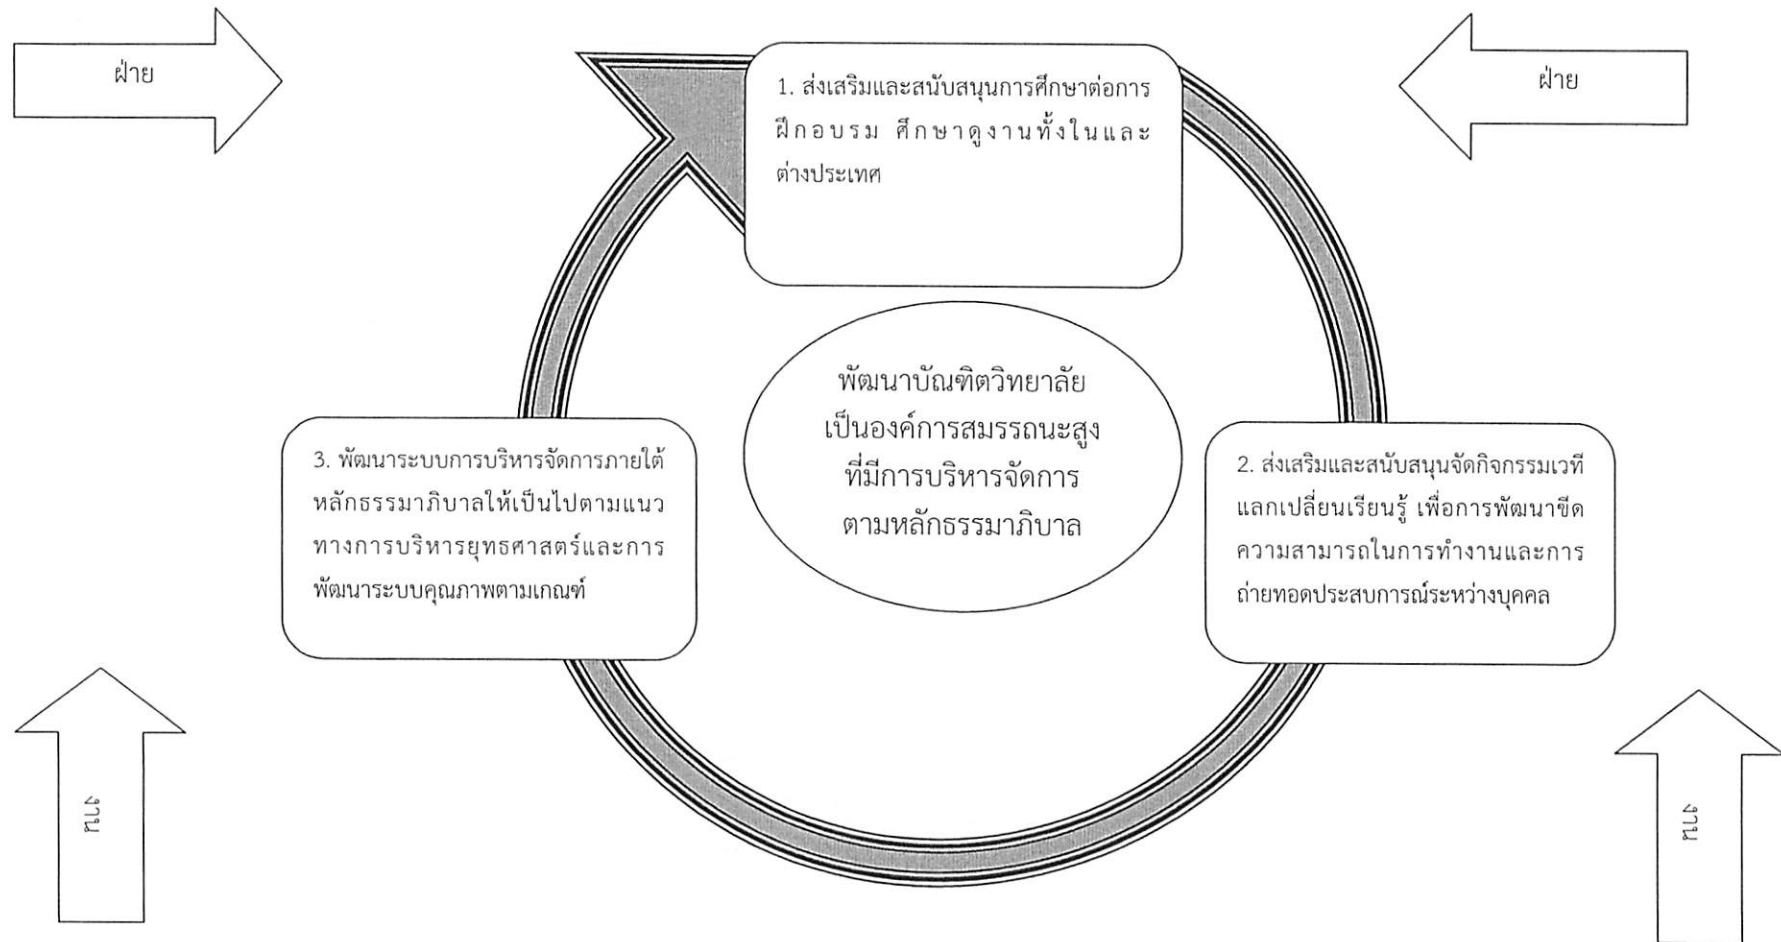 ฝ่าย
ฝ่าย
1. ส่งเสริมและสนับสนุนการศึกษาต่อการ
ฝึกอบรม ศึกษาดูงานทั้งในและ
ต่างประเทศ
พัฒนาบัณฑิตวิทยาลัย
เป็นองค์การสมรรถนะสูง
ที่มีการบริหารจัดการ
ตามหลักธรรมาภิบาล
3. พัฒนาระบบการบริหารจัดการภายใต้
หลักธรรมาภิบาลให้เป็นไปตามแนว
ทางการบริหารยุทธศาสตร์และการ
พัฒนาระบบคุณภาพตามเกณฑ์
2. ส่งเสริมและสนับสนุนจัดกิจกรรมเวที
แลกเปลี่ยนเรียนรู้ เพื่อการพัฒนาขีด
ความสามารถในการทำงานและการ
ถ่ายทอดประสบการณ์ระหว่างบุคคล
งาน
งาน